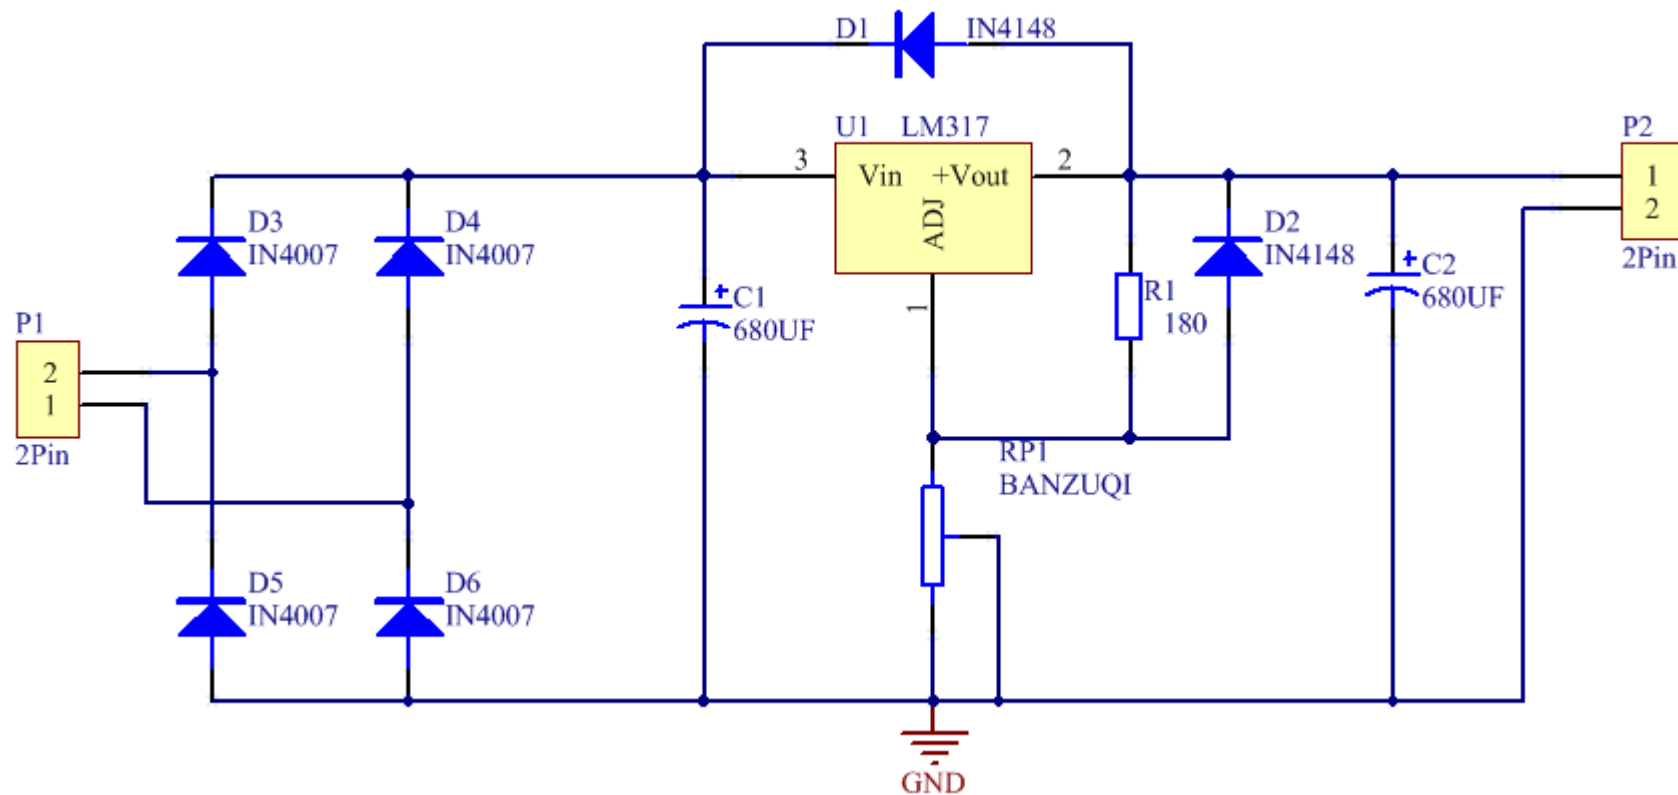 D1
IN4148
U1
LM317
P2
3
Vin
+Vout
2
1
2
ADJ
2Pin
D3
IN4007
D4
IN4007
D2
IN4148
+
C2
680UF
+
C1
680UF
1
R1
180
P1
2
1
2Pin
RP1
BANZUQI
D5
IN4007
D6
IN4007
GND